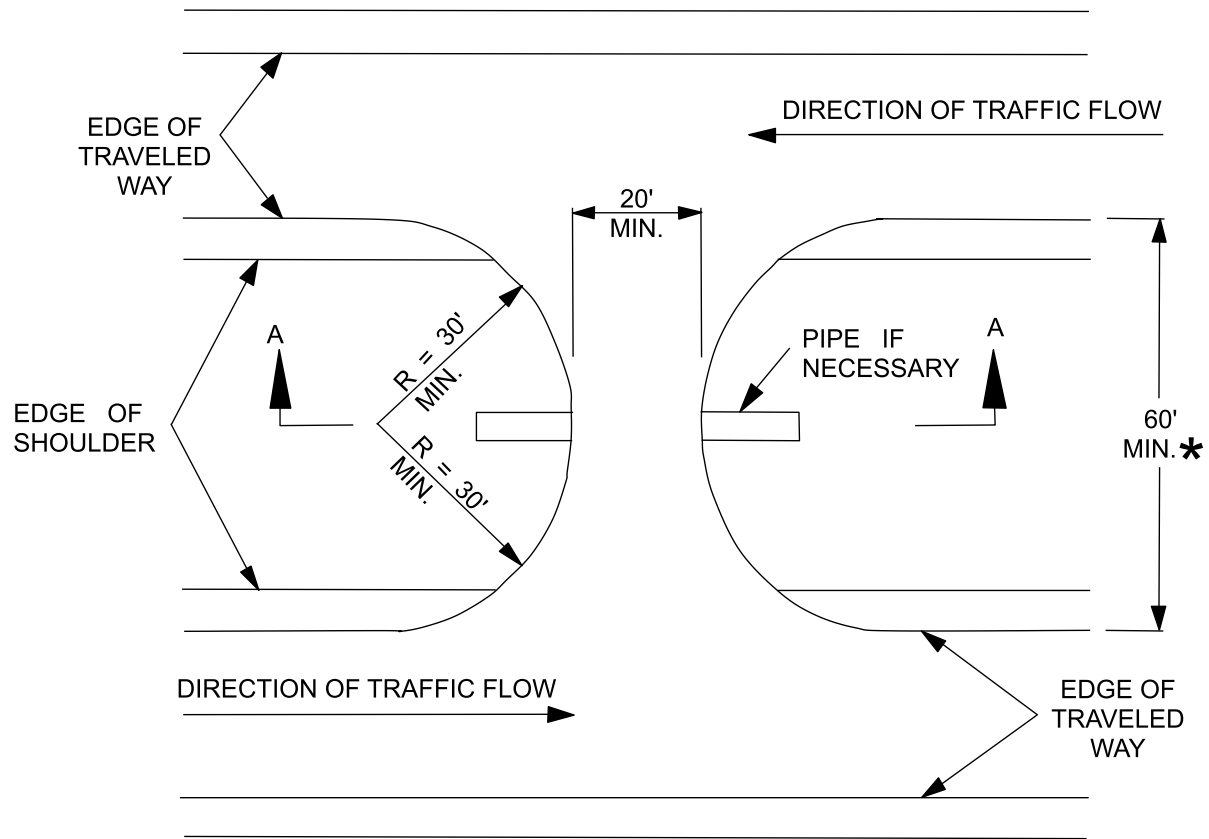 DIRECTION OF TRAFFIC FLOW
EDGE OF
TRAVELED
WAY
20'
MIN.
A
R = 30'
MIN.
A
PIPE IF
NECESSARY
EDGE OF
SHOULDER
60'
MIN.*
R = 30'
MIN.
DIRECTION OF TRAFFIC FLOW
EDGE OF
TRAVELED
WAY